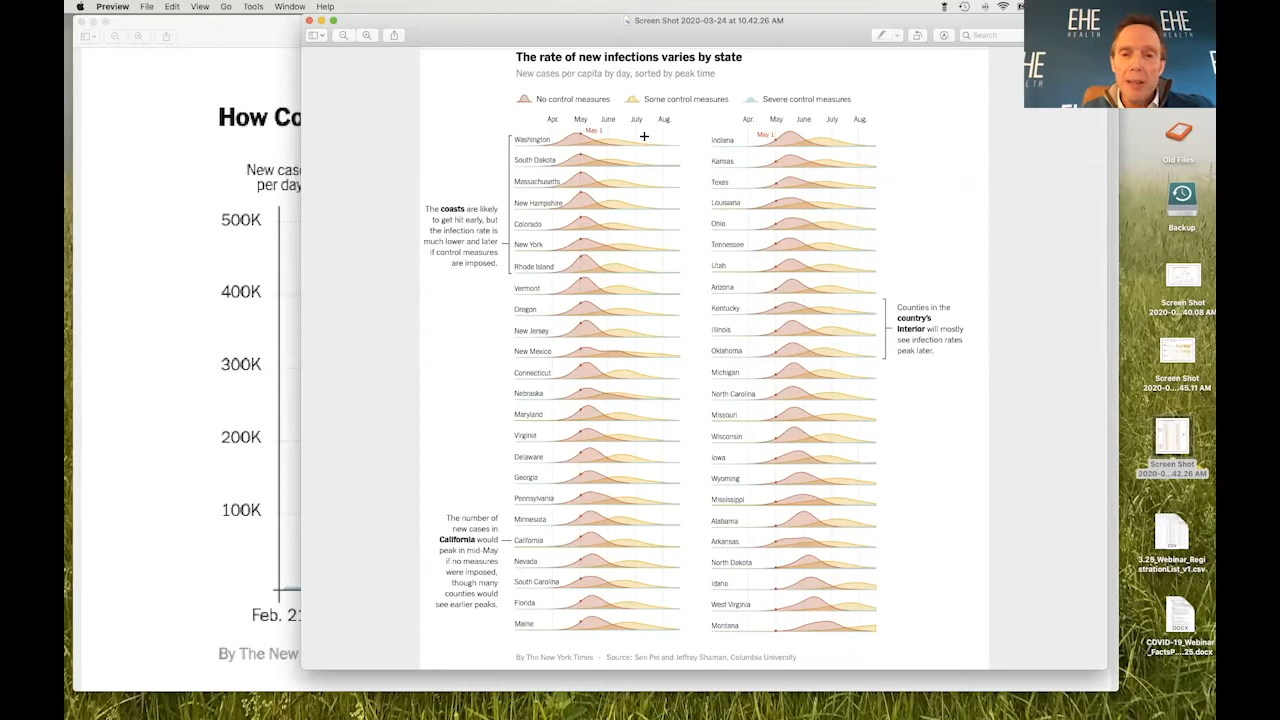 Preview File Edit View Go Tools Window Help
Screen Shot 2020-03-24 at 10.42.26 AM
Search
How Co
New case
per day
500K
400K
300K
200K
100K
Feb. 21
By The New
The rate of new infections varies by state
New cases per capita by day, sorted by peak time
No control measures Some control measures Severe control measures
Apr. May June July Aug.
May 1
Washington
South Dakota
Massachusetts
New Hampshire
Colorado
New York
Rhode Island
Vermont
Oregon
New Jersey
New Mexico
Connecticut
Nebraska
Maryland
Virginia
Delaware
Georgia
Pennsylvania
Minnesota
California
Nevada
South Carolina
Florida
Maine
The coasts are likely
to get hit early, but
the infection rate is
much lower and later
if control measures
are imposed.
The number of
new cases in
California would
peak in mid-May
if no measures
were imposed,
though many
counties would
see earlier peaks.
Apr. May June July Aug.
May 1
Indiana
Kansas
Texas
Louisiana
Ohio
Tennessee
Utah
Arizona
Kentucky
Illinois
Oklahoma
Michigan
North Carolina
Missouri
Wisconsin
Iowa
Wyoming
Mississippi
Alabama
Arkansas
North Dakota
Idaho
West Virginia
Montana
Counties in the
country's
interior will mostly
see infection rates
peak later.
By The New York Times • Source: Sen Pei and Jeffrey Shaman, Columbia University
EHE
HEALTH
EHE
HEALTH
HE
LTH
Old Files
Backup
Screen Shot
2020-0...40.08 AM
Screen Shot
2020-0....45.11 AM
Screen Shot
2020-0...42.26 AM
CSV
3.25_Webinar_Regi
strationList_v1.csv
DOCX
COVID-19_Webinar
_FactsP....25.docx